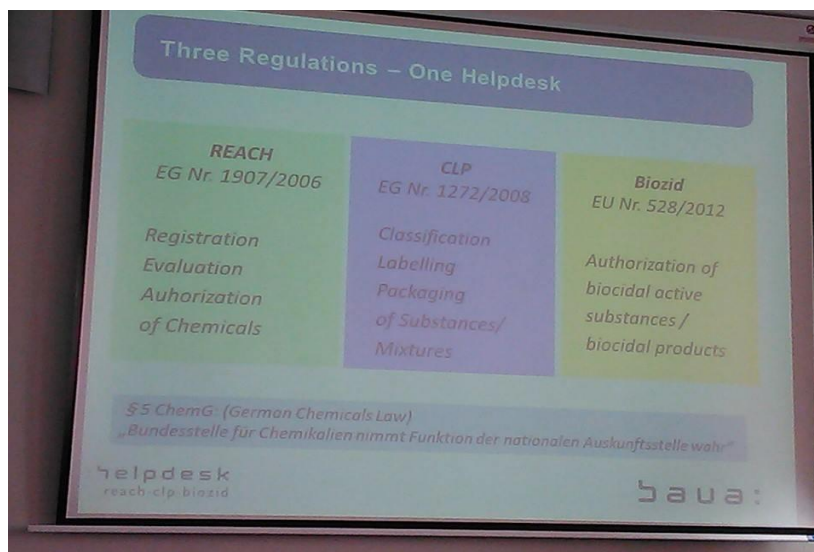 Three Regulations – One Helpdesk
REACH
EG Nr. 1907/2006
Registration
Evaluation
Auhorization
of Chemicals
CLP
EG Nr. 1272/2008
Classification
Labelling
Packaging
of Substances/
Mixtures
Biozid
EU Nr. 528/2012
Authorization of
biocidal active
substances /
biocidal products
§ 5 ChemG: (German Chemicals Law)
„Bundesstelle für Chemikalien nimmt Funktion der nationalen Auskunftsstelle wahr“
helpdesk
reach-clp-biozid
baua: